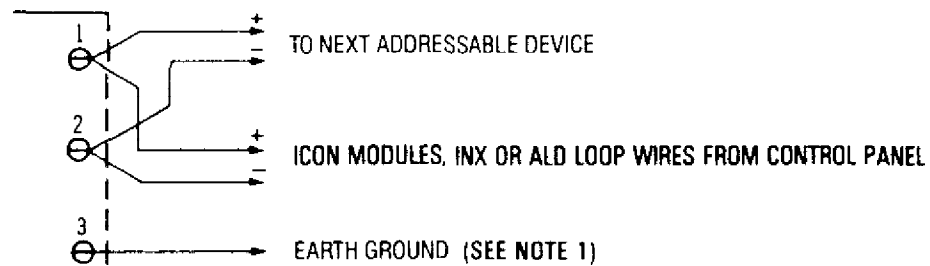 1
+
− TO NEXT ADDRESSABLE DEVICE
2
+
− ICON MODULES, INX OR ALD LOOP WIRES FROM CONTROL PANEL
3
EARTH GROUND (SEE NOTE 1)